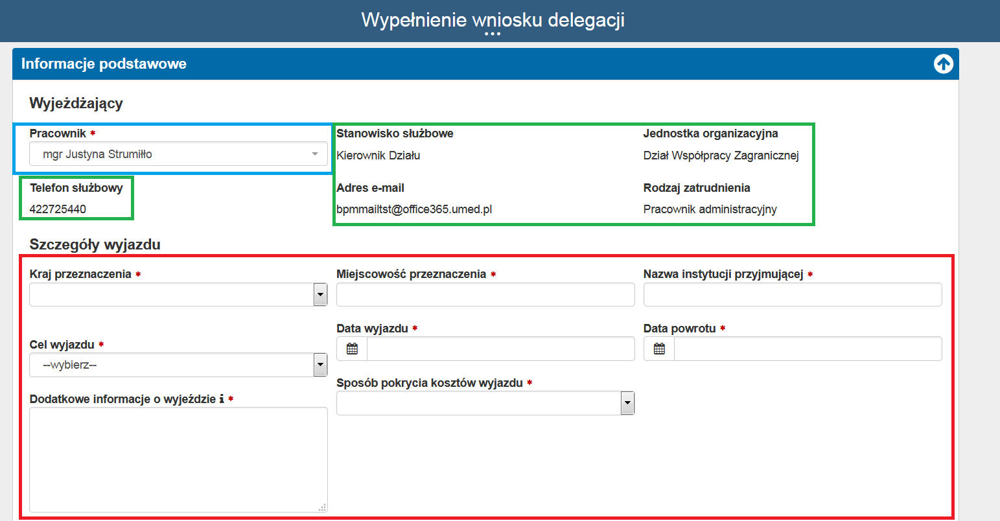 Wypełnienie wniosku delegacji
...
Informacje podstawowe
Wyjeżdżający
Pracownik *
Stanowisko służbowe
Jednostka organizacyjna
mgr Justyna Strumiłło
Kierownik Działu
Dział Współpracy Zagranicznej
Telefon służbowy
Adres e-mail
Rodzaj zatrudnienia
422725440
bpmmailtst@office365.umed.pl
Pracownik administracyjny
Szczegóły wyjazdu
Kraj przeznaczenia *
Miejscowość przeznaczenia *
Nazwa instytucji przyjmującej *
Data wyjazdu *
Data powrotu *
Cel wyjazdu *
--wybierz--
Sposób pokrycia kosztów wyjazdu *
Dodatkowe informacje o wyjeździe i *